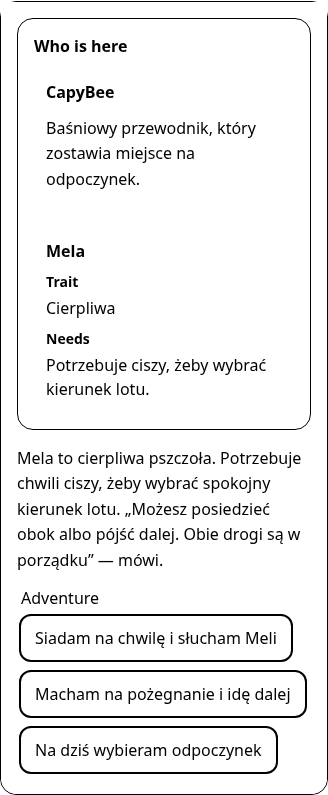 Who is here
CapyBee
Baśniowy przewodnik, który
zostawia miejsce na
odpoczynek.
Mela
Trait
Cierpliwa
Needs
Potrzebuje ciszy, żeby wybrać
kierunek lotu.
Mela to cierpliwa pszczoła. Potrzebuje
chwili ciszy, żeby wybrać spokojny
kierunek lotu. „Możesz posiedzieć
obok albo pójść dalej. Obie drogi są w
porządku” — mówi.
Adventure
Siadam na chwilę i słucham Meli
Macham na pożegnanie i idę dalej
Na dziś wybieram odpoczynek